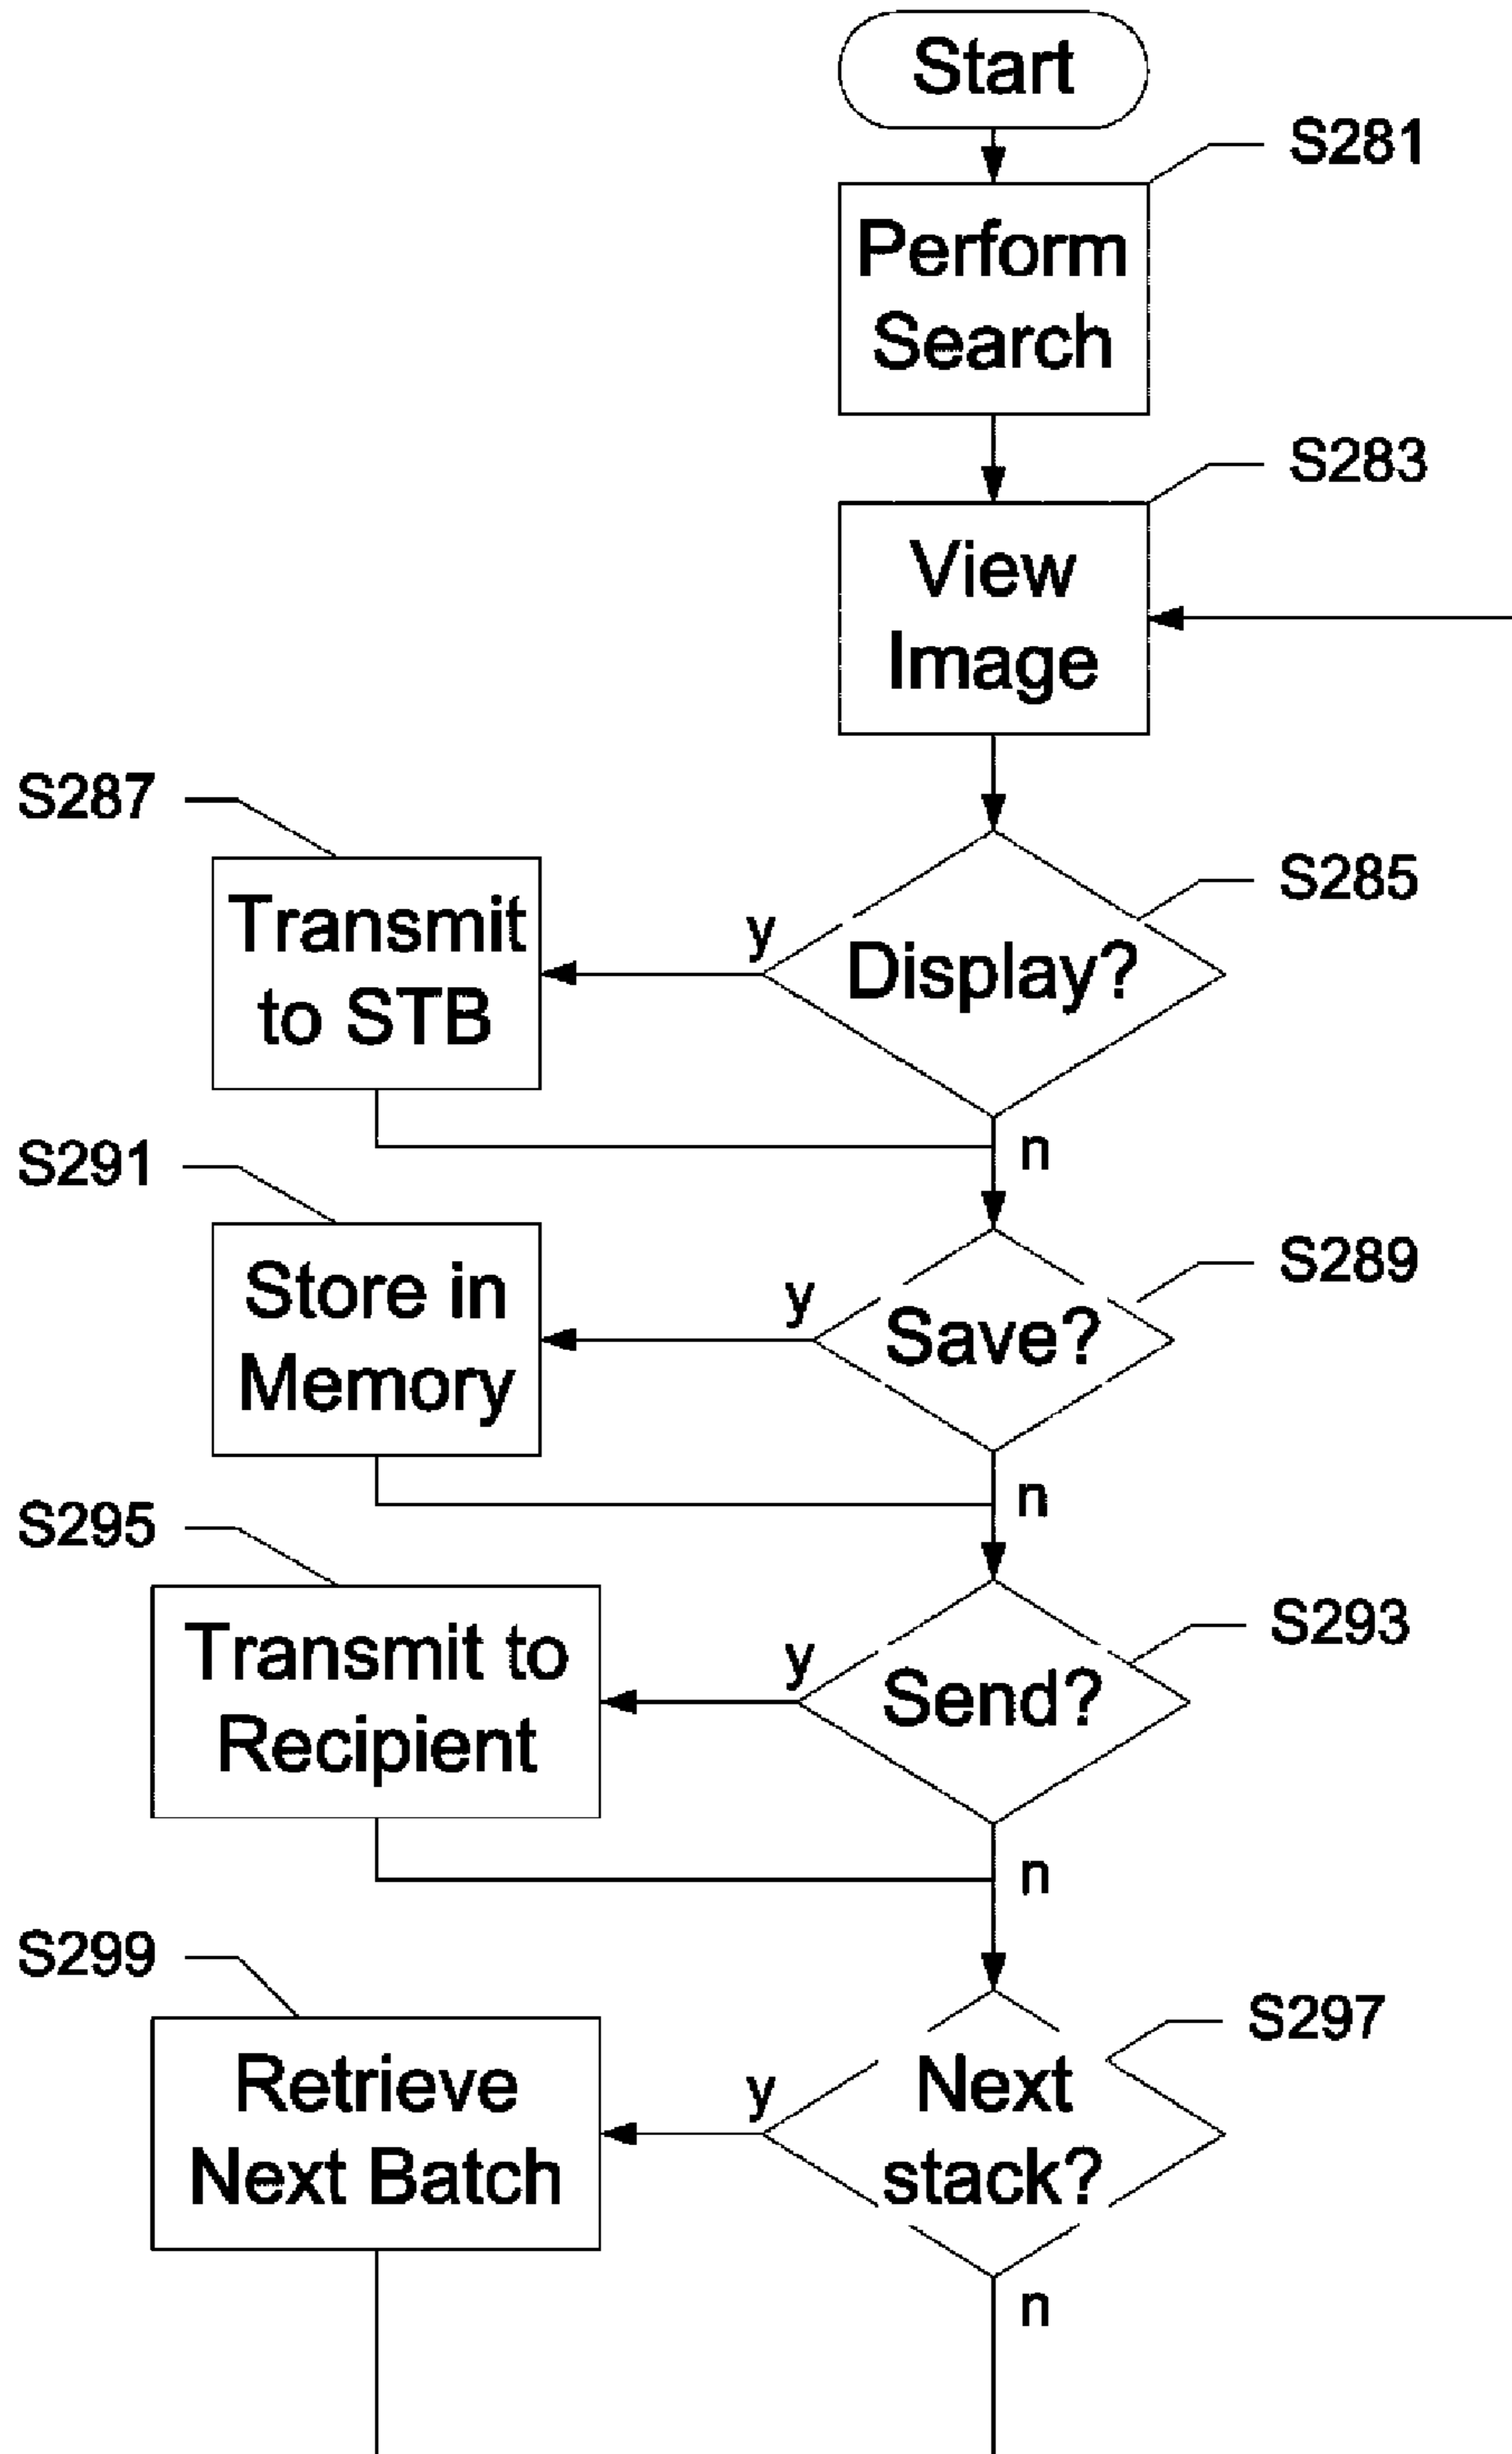 Start
S281
Perform
Search
S283
View
Image
S287
Transmit
to STB
y
S285
Display?
n
S291
Store in
Memory
y
S289
Save?
n
S295
Transmit to
Recipient
y
S293
Send?
n
S299
Retrieve
Next Batch
y
S297
Next
stack?
n